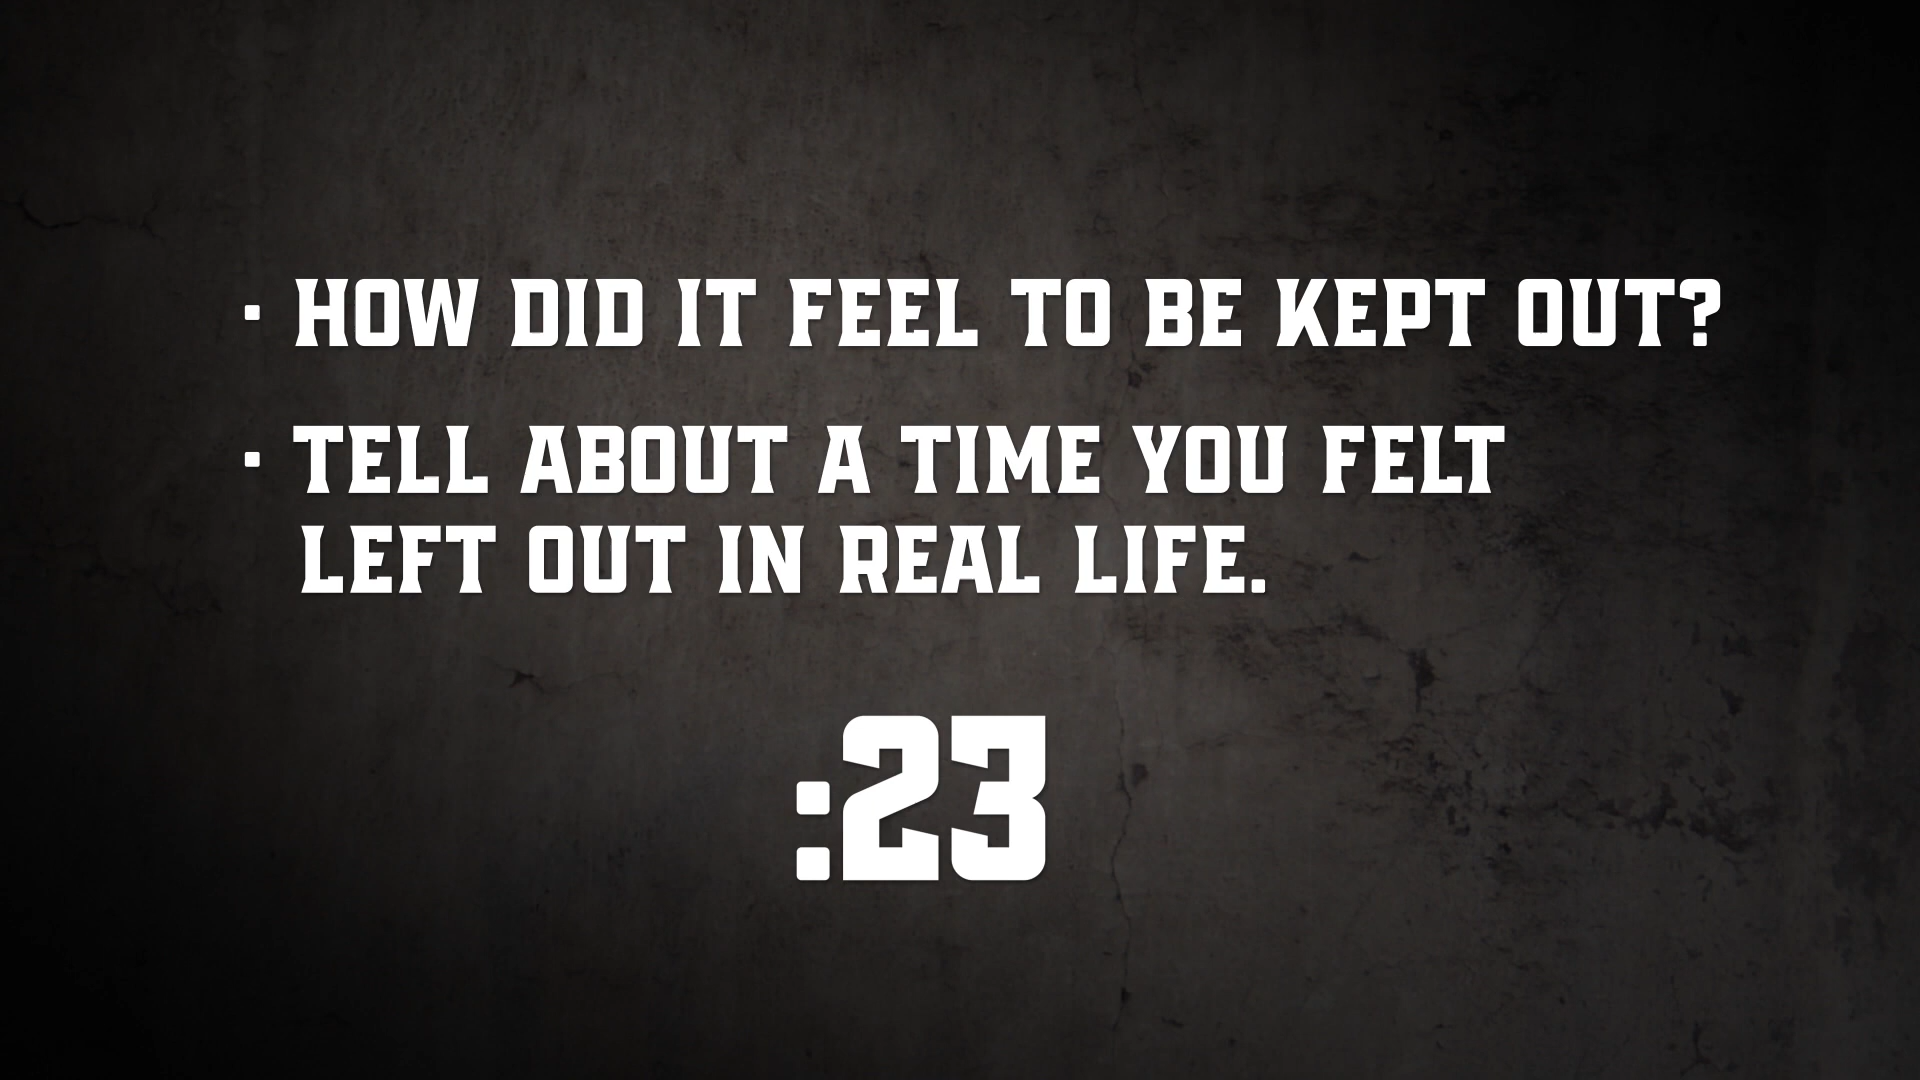 · HOW DID IT FEEL TO BE KEPT OUT?
· TELL ABOUT A TIME YOU FELT
LEFT OUT IN REAL LIFE.
:23